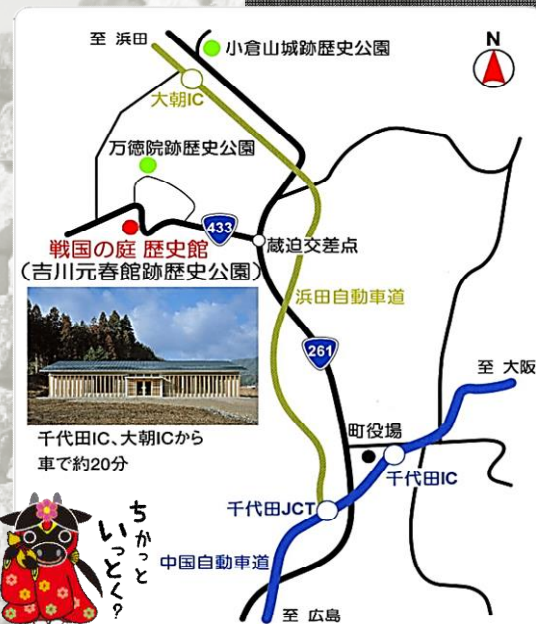 至 浜田
小倉山城跡歴史公園
N
大朝IC
万徳院跡歴史公園
433
戦国の庭 歴史館
(吉川元春館跡歴史公園)
蔵迫交差点
浜田自動車道
261
至 大阪
千代田IC、大朝ICから
車で約20分
町役場
千代田IC
千代田JCT
ちかっと
いっとく?
中国自動車道
至 広島